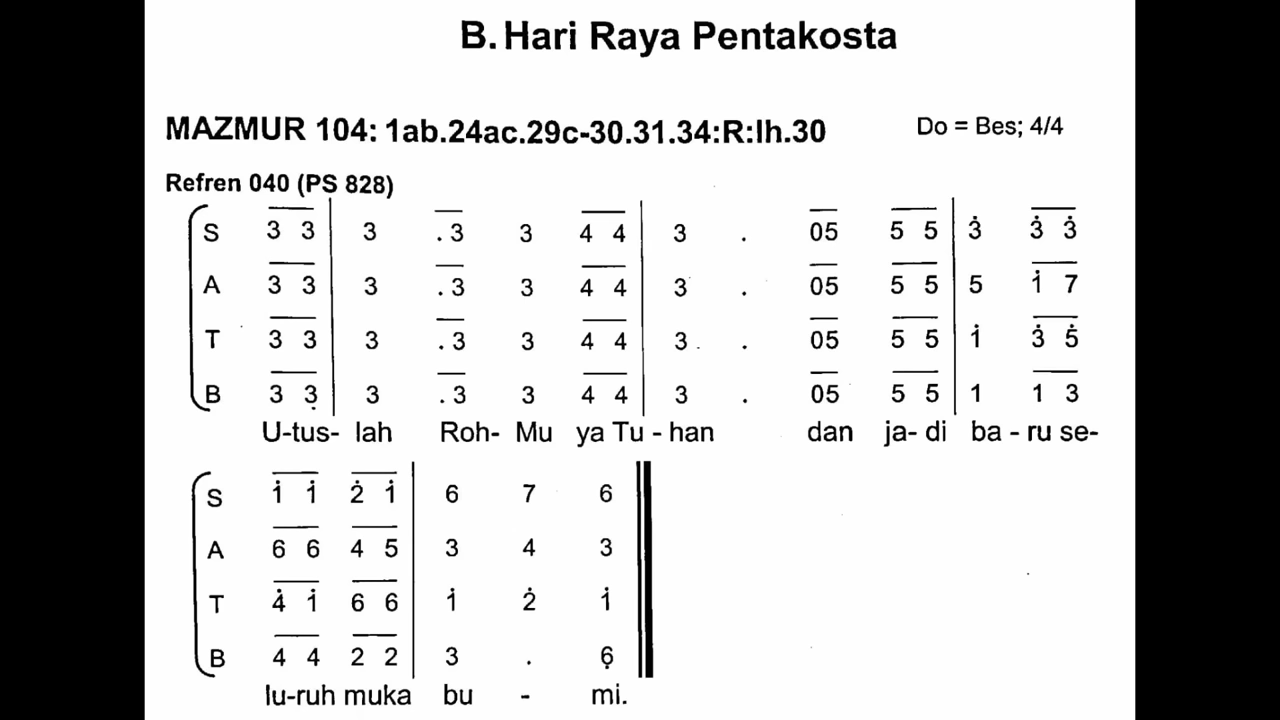 B. Hari Raya Pentakosta
MAZMUR 104: 1ab.24ac.29c-30.31.34:R:lh.30
Do = Bes; 4/4
Refren 040 (PS 828)
S 3 3 | 3 . 3 3 4 4 | 3 . 05 5 5 | 3̇ 3̇ 3̇
A 3 3 | 3 . 3 3 4 4 | 3 . 05 5 5 | 5 1̇ 7
T 3 3 | 3 . 3 3 4 4 | 3 . 05 5 5 | 1̇ 3̇ 5̇
B 3 3̣ | 3 . 3 3 4 4 | 3 . 05 5 5 | 1 1 3
U-tus- lah Roh- Mu ya Tu - han dan ja- di ba - ru se-
S 1̇ 1̇ 2̇ 1̇ | 6 7 6
A 6 6 4 5 | 3 4 3
T 4̇ 1̇ 6 6 | 1̇ 2̇ 1̇
B 4 4 2 2 | 3 . 6̣
lu-ruh muka bu - mi.